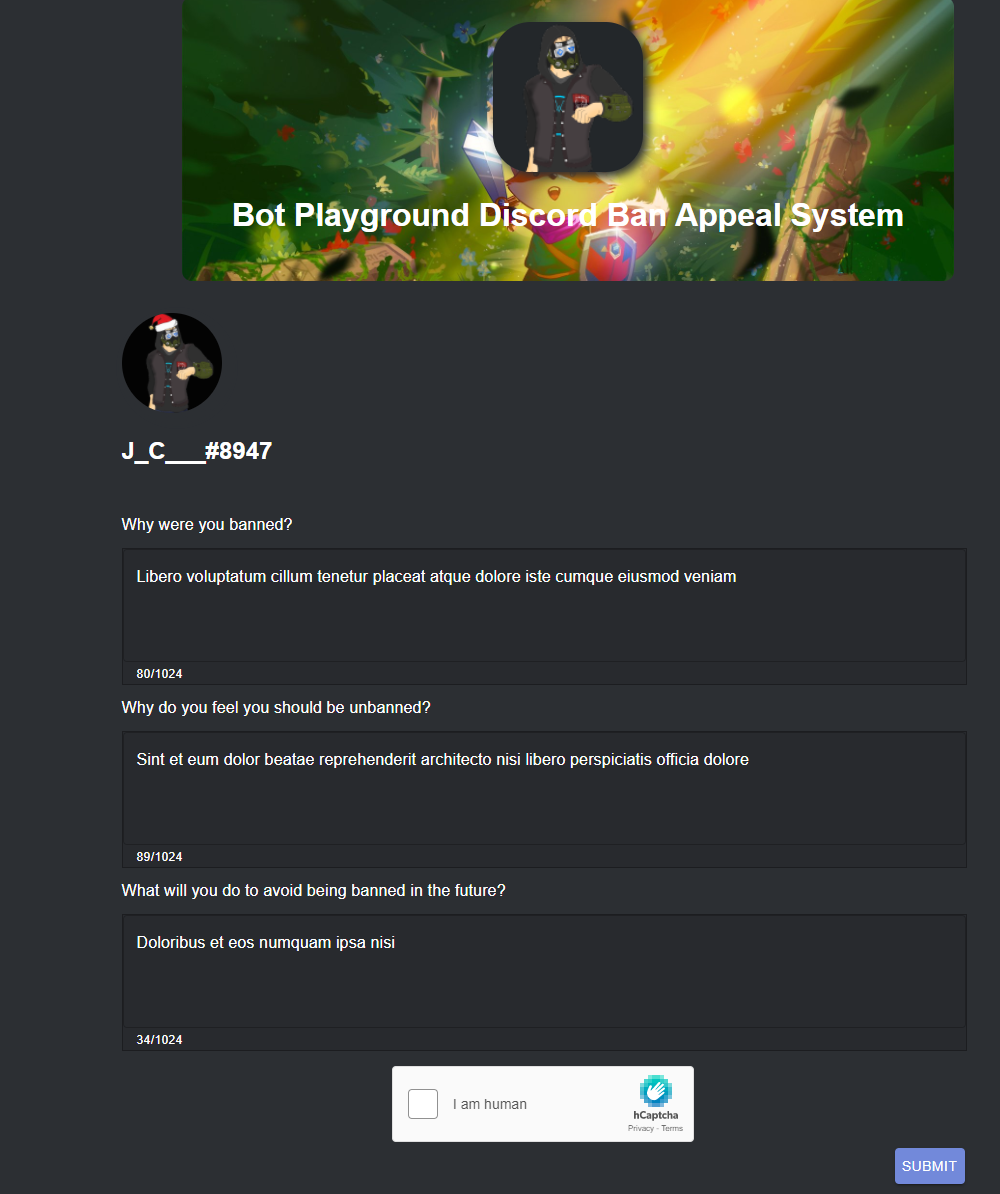 Bot Playground Discord Ban Appeal System
J_C___#8947
Why were you banned?
Libero voluptatum cillum tenetur placeat atque dolore iste cumque eiusmod veniam
80/1024
Why do you feel you should be unbanned?
Sint et eum dolor beatae reprehenderit architecto nisi libero perspiciatis officia dolore
89/1024
What will you do to avoid being banned in the future?
Doloribus et eos numquam ipsa nisi
34/1024
I am human
hCaptcha
Privacy - Terms
SUBMIT